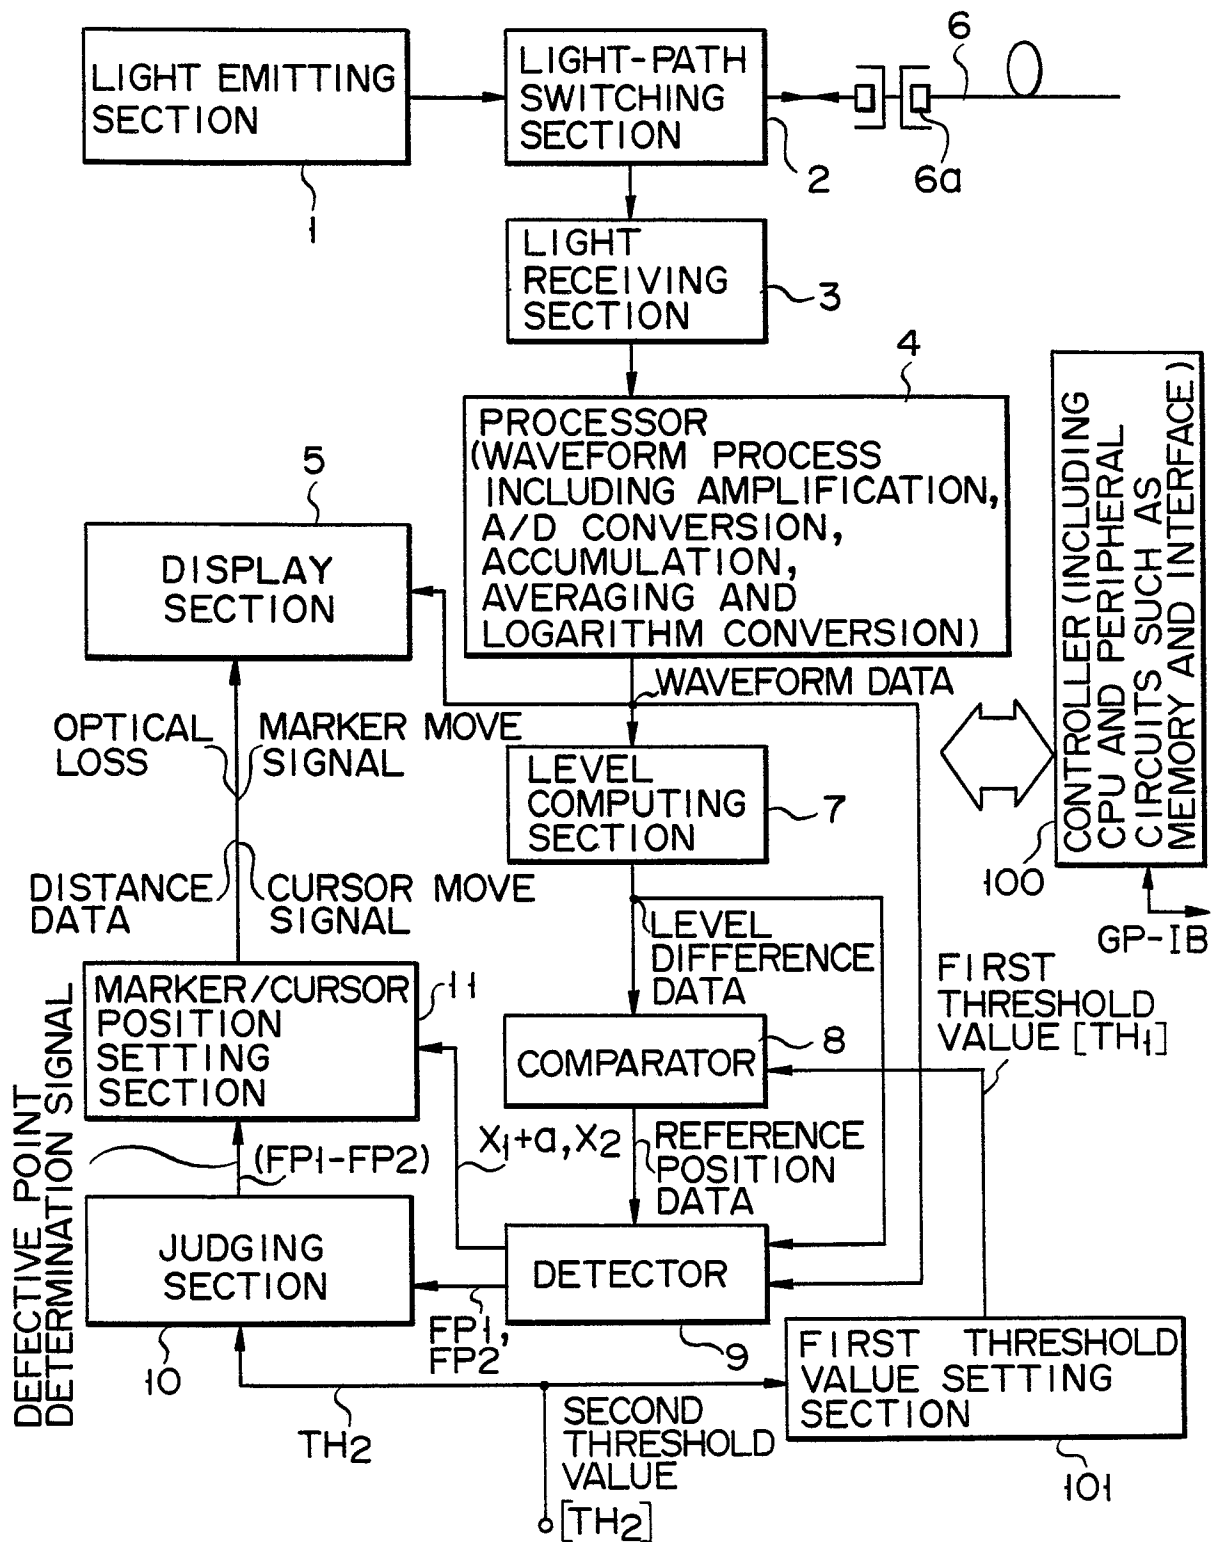 LIGHT EMITTING
SECTION
1
LIGHT-PATH
SWITCHING
SECTION
2
6
6a
LIGHT
RECEIVING
SECTION
3
4
PROCESSOR
(WAVEFORM PROCESS
INCLUDING AMPLIFICATION,
A/D CONVERSION,
ACCUMULATION,
AVERAGING AND
LOGARITHM CONVERSION)
5
DISPLAY
SECTION
WAVEFORM DATA
CONTROLLER (INCLUDING
CPU AND PERIPHERAL
CIRCUITS SUCH AS
MEMORY AND INTERFACE)
100
GP-IB
OPTICAL
LOSS
MARKER MOVE
SIGNAL
LEVEL
COMPUTING
SECTION
7
DISTANCE
DATA
CURSOR MOVE
SIGNAL
LEVEL
DIFFERENCE
DATA
FIRST
THRESHOLD
VALUE [TH1]
MARKER/CURSOR
POSITION
SETTING
SECTION
11
COMPARATOR
8
X1+a, X2
REFERENCE
POSITION
DATA
DEFECTIVE POINT
DETERMINATION SIGNAL
(FP1-FP2)
JUDGING
SECTION
10
DETECTOR
9
FP1,
FP2
FIRST THRESHOLD
VALUE SETTING
SECTION
101
TH2
SECOND
THRESHOLD
VALUE
[TH2]